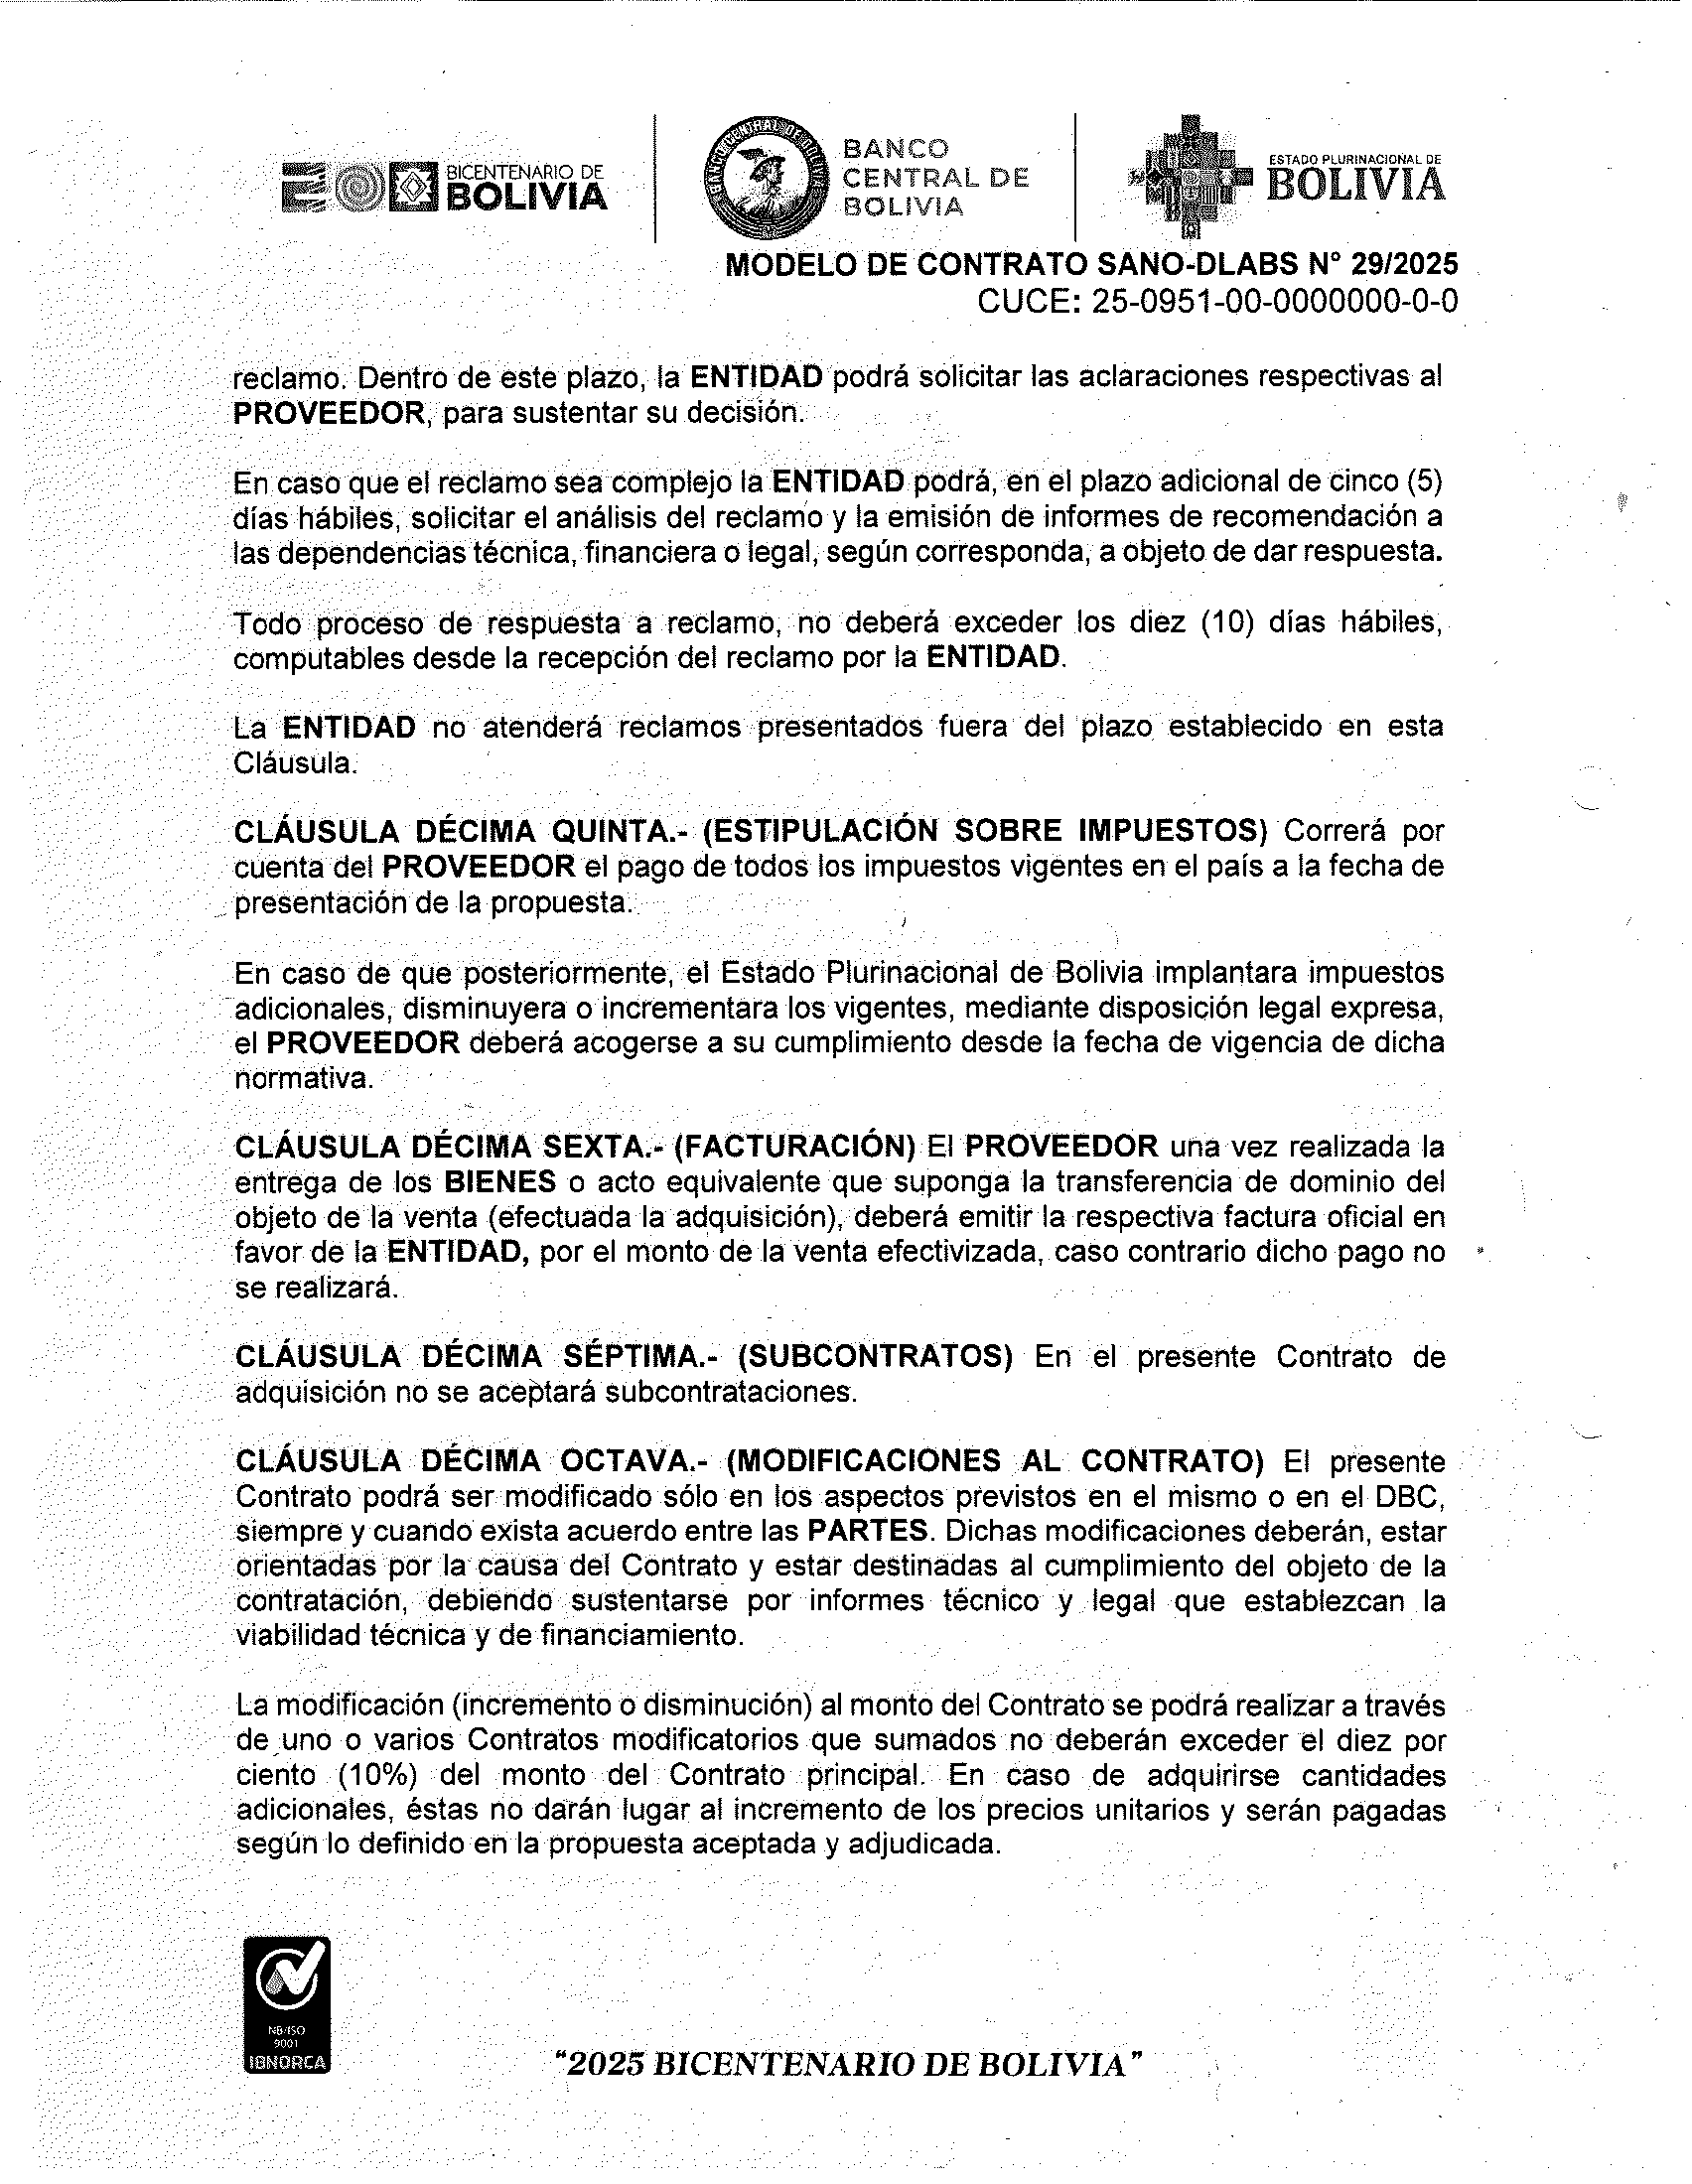 BICENTENARIO DE
BOLIVIA
BANCO CENTRAL DE BOLIVIA
BANCO
CENTRAL DE
BOLIVIA
ESTADO PLURINACIONAL DE
BOLIVIA
MODELO DE CONTRATO SANO-DLABS N° 29/2025
CUCE: 25-0951-00-0000000-0-0
reclamo. Dentro de este plazo, la ENTIDAD podrá solicitar las aclaraciones respectivas al
PROVEEDOR, para sustentar su decisión.
En caso que el reclamo sea complejo la ENTIDAD podrá, en el plazo adicional de cinco (5)
días hábiles, solicitar el análisis del reclamo y la emisión de informes de recomendación a
las dependencias técnica, financiera o legal, según corresponda, a objeto de dar respuesta.
Todo proceso de respuesta a reclamo, no deberá exceder los diez (10) días hábiles,
computables desde la recepción del reclamo por la ENTIDAD.
La ENTIDAD no atenderá reclamos presentados fuera del plazo establecido en esta
Cláusula.
CLÁUSULA DÉCIMA QUINTA.- (ESTIPULACIÓN SOBRE IMPUESTOS) Correrá por
cuenta del PROVEEDOR el pago de todos los impuestos vigentes en el país a la fecha de
presentación de la propuesta.
En caso de que posteriormente, el Estado Plurinacional de Bolivia implantara impuestos
adicionales, disminuyera o incrementara los vigentes, mediante disposición legal expresa,
el PROVEEDOR deberá acogerse a su cumplimiento desde la fecha de vigencia de dicha
normativa.
CLÁUSULA DÉCIMA SEXTA.- (FACTURACIÓN) El PROVEEDOR una vez realizada la
entrega de los BIENES o acto equivalente que suponga la transferencia de dominio del
objeto de la venta (efectuada la adquisición), deberá emitir la respectiva factura oficial en
favor de la ENTIDAD, por el monto de la venta efectivizada, caso contrario dicho pago no
se realizará.
CLÁUSULA DÉCIMA SÉPTIMA.- (SUBCONTRATOS) En el presente Contrato de
adquisición no se aceptará subcontrataciones.
CLÁUSULA DÉCIMA OCTAVA.- (MODIFICACIONES AL CONTRATO) El presente
Contrato podrá ser modificado sólo en los aspectos previstos en el mismo o en el DBC,
siempre y cuando exista acuerdo entre las PARTES. Dichas modificaciones deberán, estar
orientadas por la causa del Contrato y estar destinadas al cumplimiento del objeto de la
contratación, debiendo sustentarse por informes técnico y legal que establezcan la
viabilidad técnica y de financiamiento.
La modificación (incremento o disminución) al monto del Contrato se podrá realizar a través
de uno o varios Contratos modificatorios que sumados no deberán exceder el diez por
ciento (10%) del monto del Contrato principal. En caso de adquirirse cantidades
adicionales, éstas no darán lugar al incremento de los precios unitarios y serán pagadas
según lo definido en la propuesta aceptada y adjudicada.
NB/ISO
9001
IBNORCA
"2025 BICENTENARIO DE BOLIVIA"